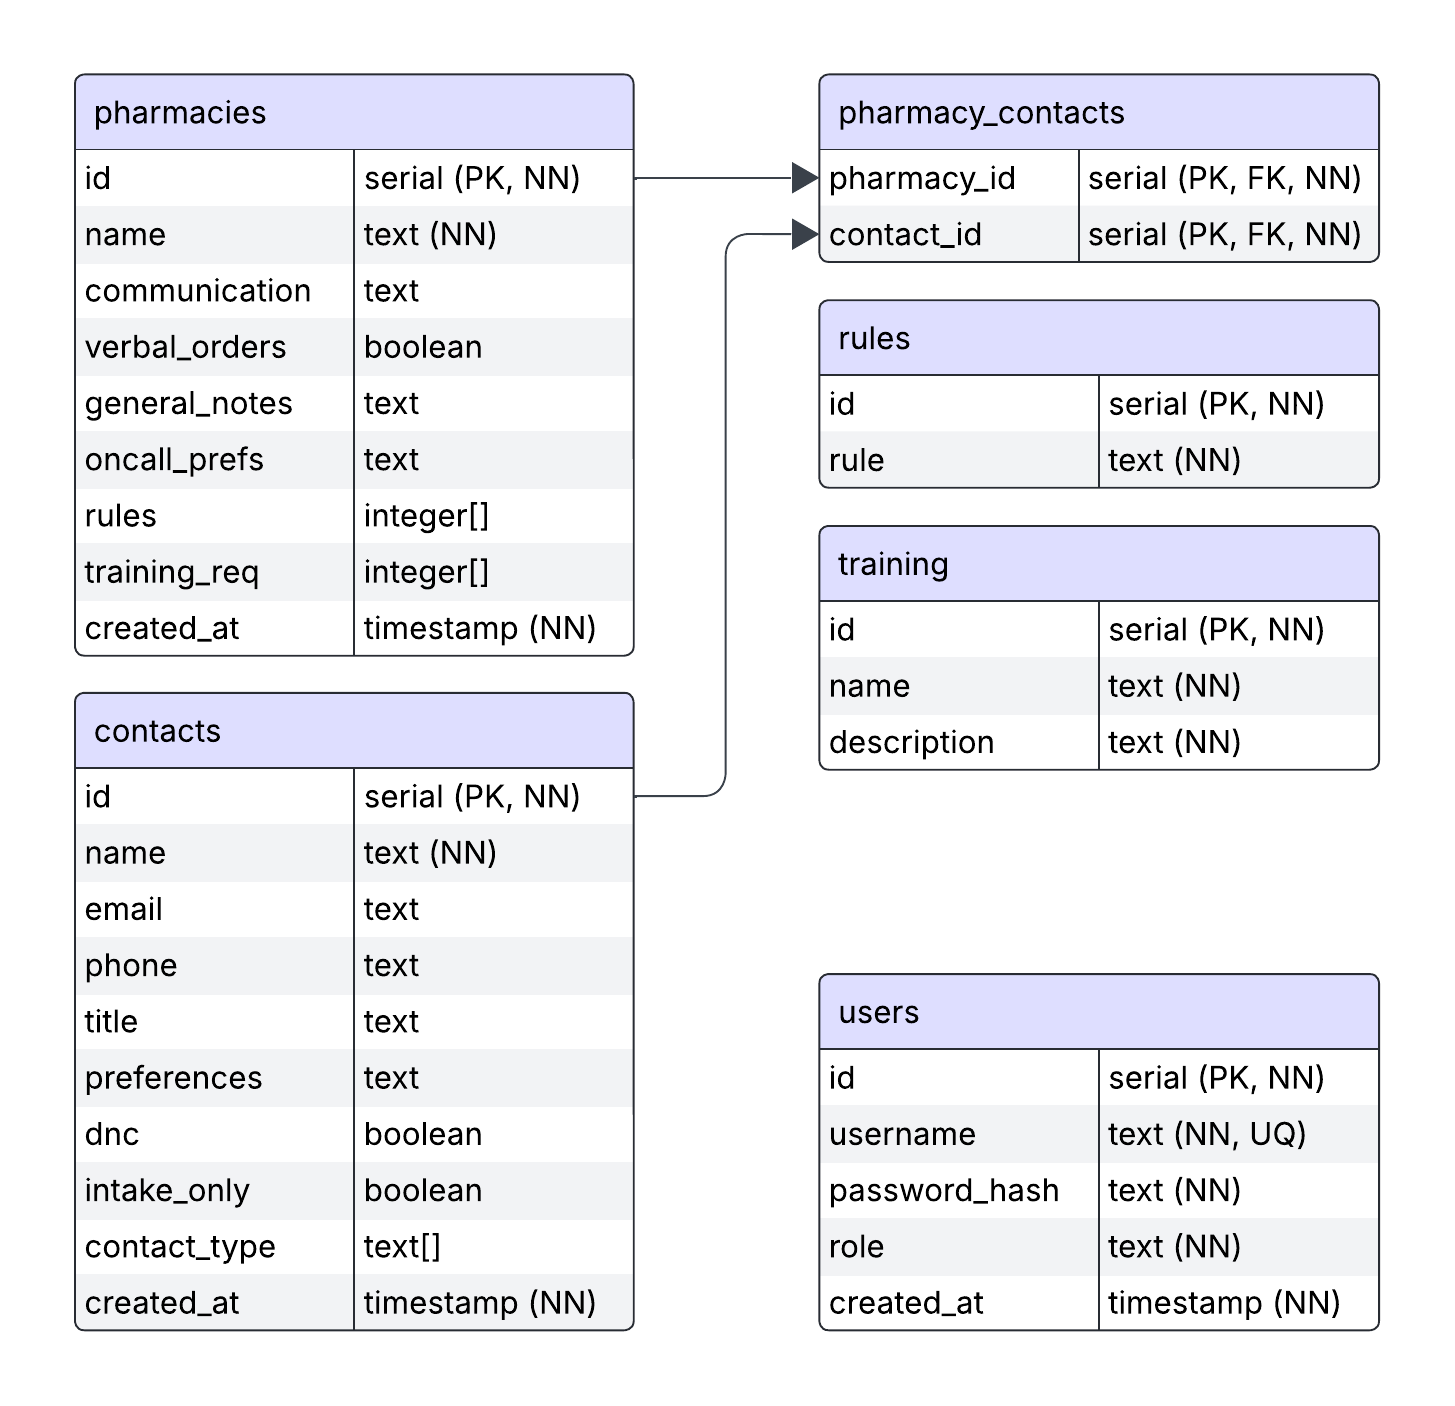 pharmacies
id serial (PK, NN)
name text (NN)
communication text
verbal_orders boolean
general_notes text
oncall_prefs text
rules integer[]
training_req integer[]
created_at timestamp (NN)
contacts
id serial (PK, NN)
name text (NN)
email text
phone text
title text
preferences text
dnc boolean
intake_only boolean
contact_type text[]
created_at timestamp (NN)
pharmacy_contacts
pharmacy_id serial (PK, FK, NN)
contact_id serial (PK, FK, NN)
rules
id serial (PK, NN)
rule text (NN)
training
id serial (PK, NN)
name text (NN)
description text (NN)
users
id serial (PK, NN)
username text (NN, UQ)
password_hash text (NN)
role text (NN)
created_at timestamp (NN)